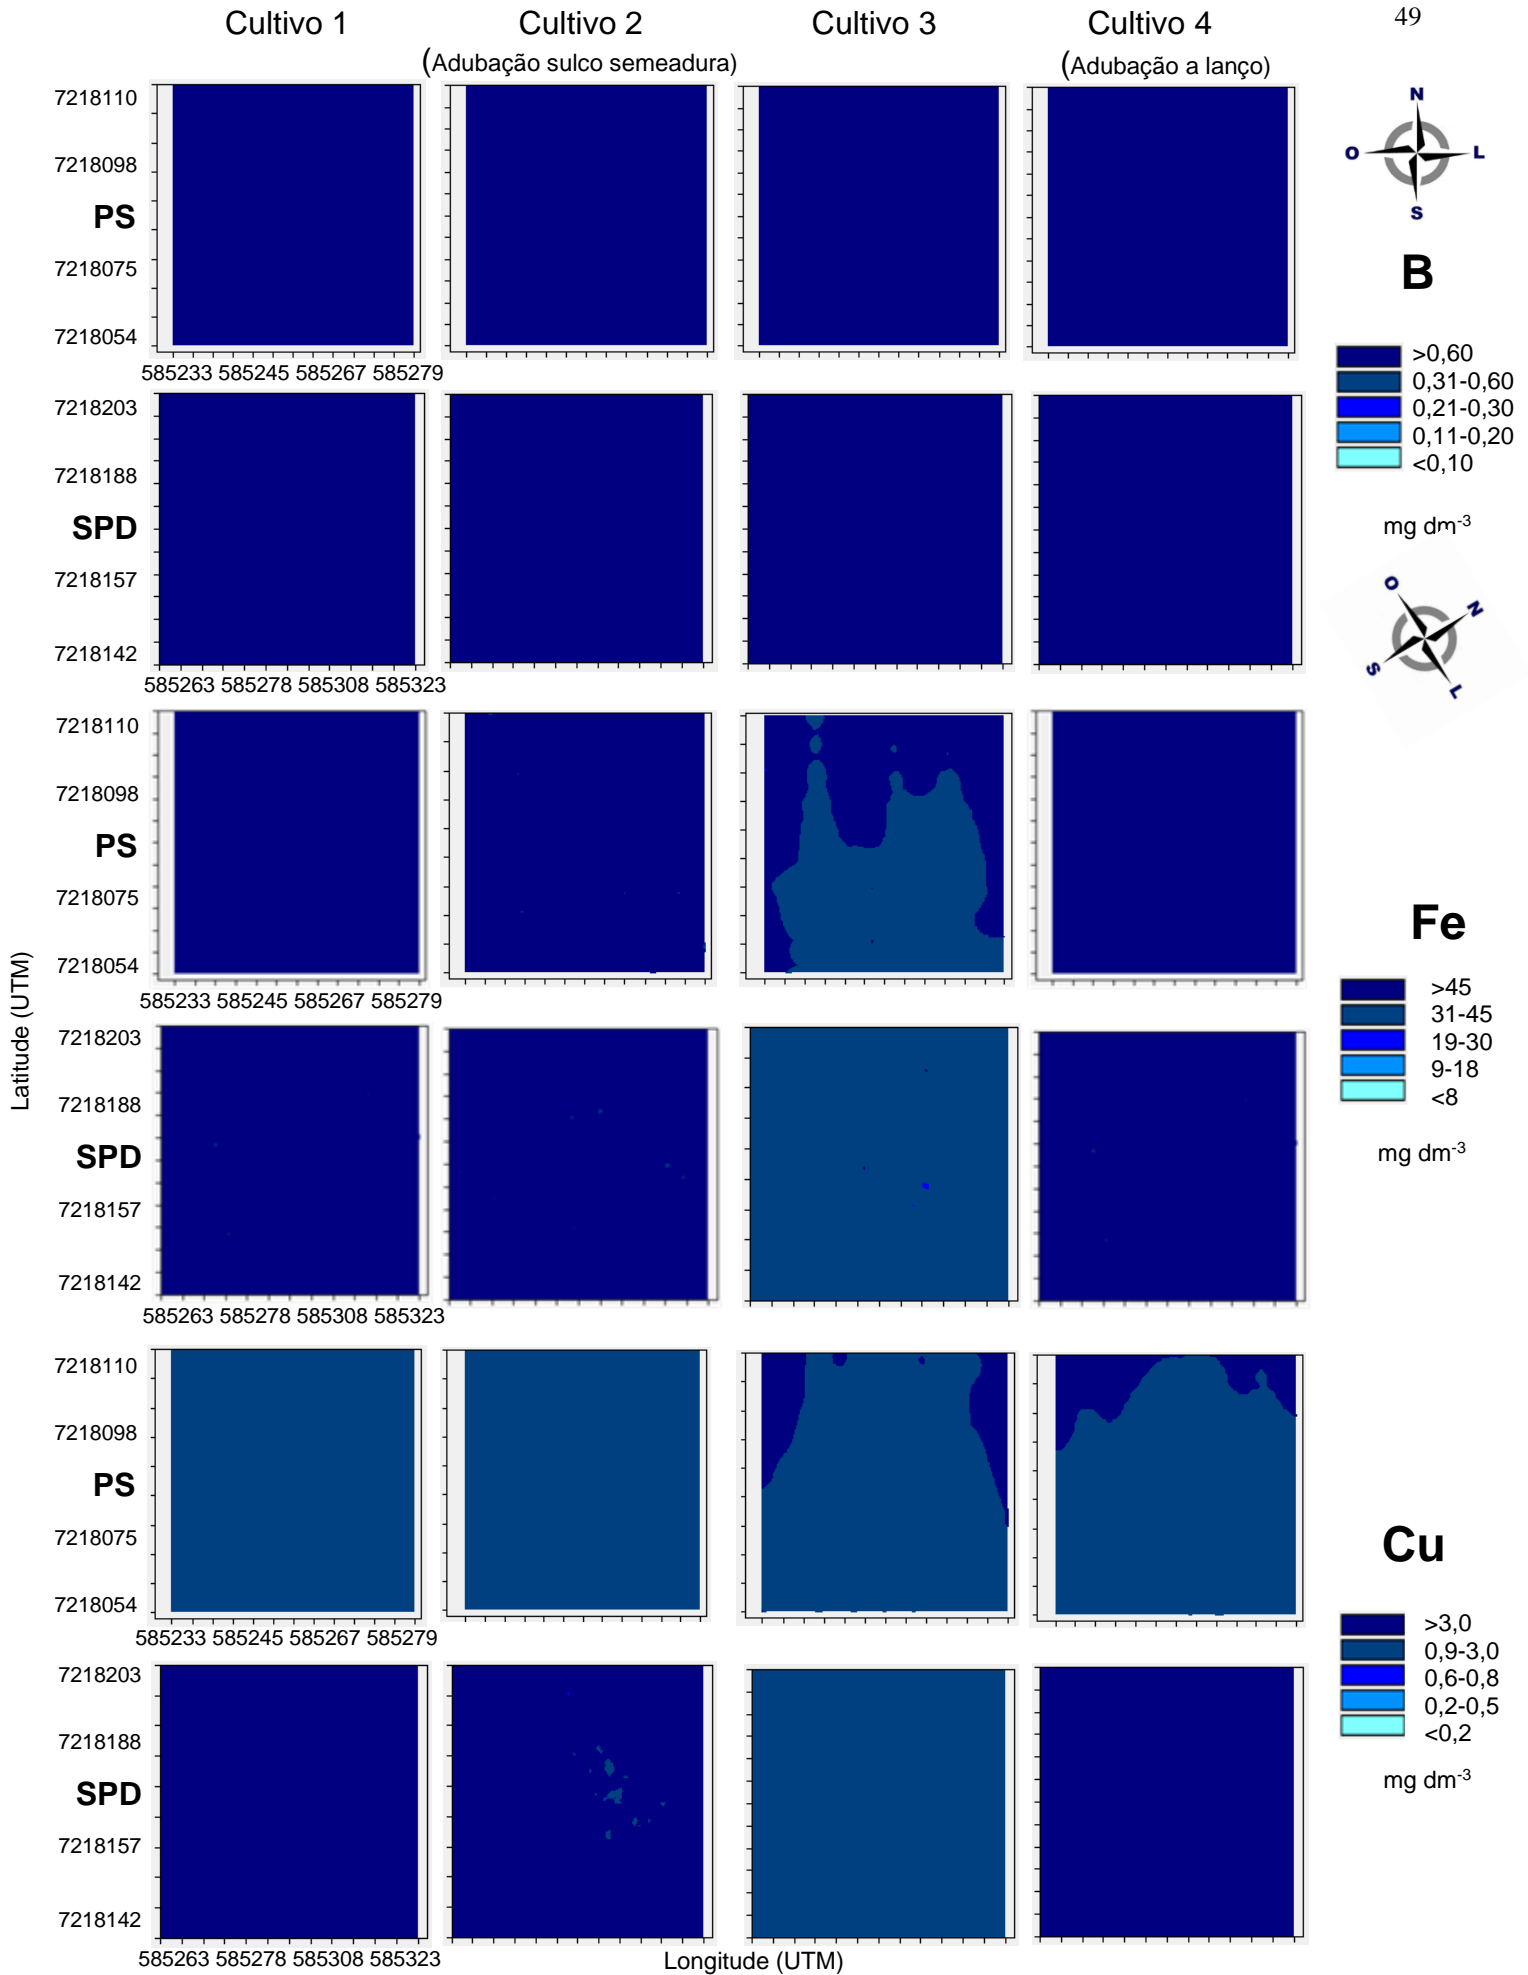 Cultivo 1 Cultivo 2 Cultivo 3 Cultivo 4 49
(Adubação sulco semeadura) (Adubação a lanço)
7218110
7218098
PS
7218075
7218054
585233 585245 585267 585279
N
O L
S
B
>0,60
0,31-0,60
0,21-0,30
0,11-0,20
<0,10
mg dm-3
7218203
7218188
SPD
7218157
7218142
585263 585278 585308 585323
O N
S L
7218110
7218098
PS
7218075
7218054
585233 585245 585267 585279
Fe
>45
31-45
19-30
9-18
<8
mg dm-3
Latitude (UTM)
7218203
7218188
SPD
7218157
7218142
585263 585278 585308 585323
7218110
7218098
PS
7218075
7218054
585233 585245 585267 585279
Cu
>3,0
0,9-3,0
0,6-0,8
0,2-0,5
<0,2
mg dm-3
7218203
7218188
SPD
7218157
7218142
585263 585278 585308 585323
Longitude (UTM)